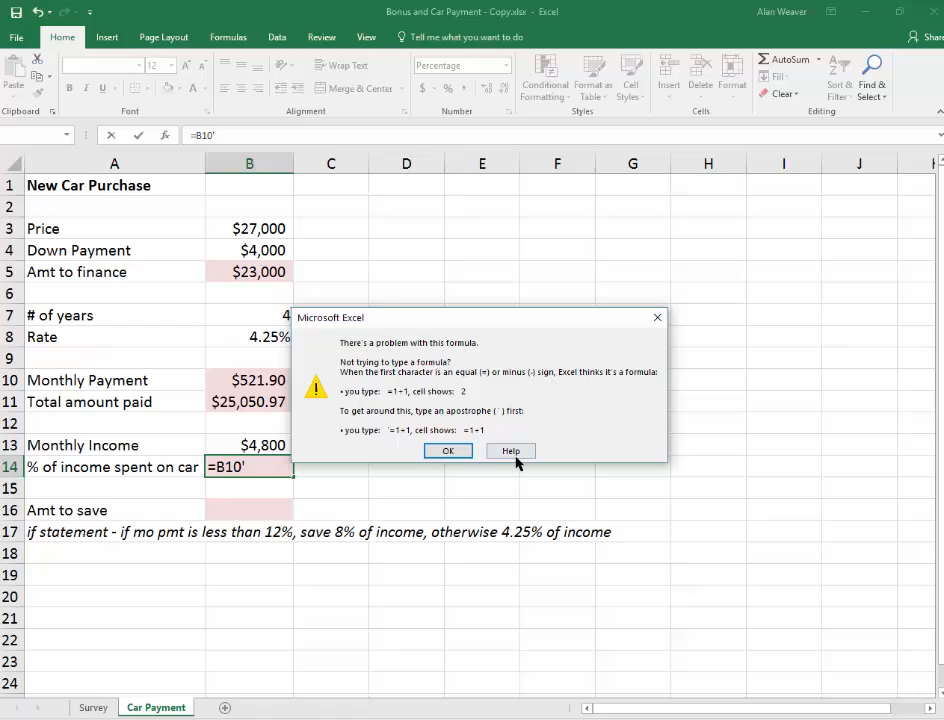 Bonus and Car Payment - Copy.xlsx - Excel
Alan Weaver
File Home Insert Page Layout Formulas Data Review View Tell me what you want to do Share
Paste
12 A A
B I U A
Wrap Text
Merge & Center
Percentage
$ % ,
Conditional Formatting
Format as Table
Cell Styles
Insert Delete Format
AutoSum
Fill
Clear
Sort & Filter
Find & Select
Clipboard Font Alignment Number Styles Cells Editing
fx =B10'
A B C D E F G H I J
1 New Car Purchase
2
3 Price $27,000
4 Down Payment $4,000
5 Amt to finance $23,000
6
7 # of years 4
8 Rate 4.25%
9
10 Monthly Payment $521.90
11 Total amount paid $25,050.97
12
13 Monthly Income $4,800
14 % of income spent on car =B10'
15
16 Amt to save
17 if statement - if mo pmt is less than 12%, save 8% of income, otherwise 4.25% of income
18
19
20
21
22
23
24
Microsoft Excel
There's a problem with this formula.
Not trying to type a formula?
When the first character is an equal (=) or minus (-) sign, Excel thinks it's a formula:
• you type: =1+1, cell shows: 2
To get around this, type an apostrophe ( ' ) first:
• you type: '=1+1, cell shows: =1+1
OK Help
Survey Car Payment